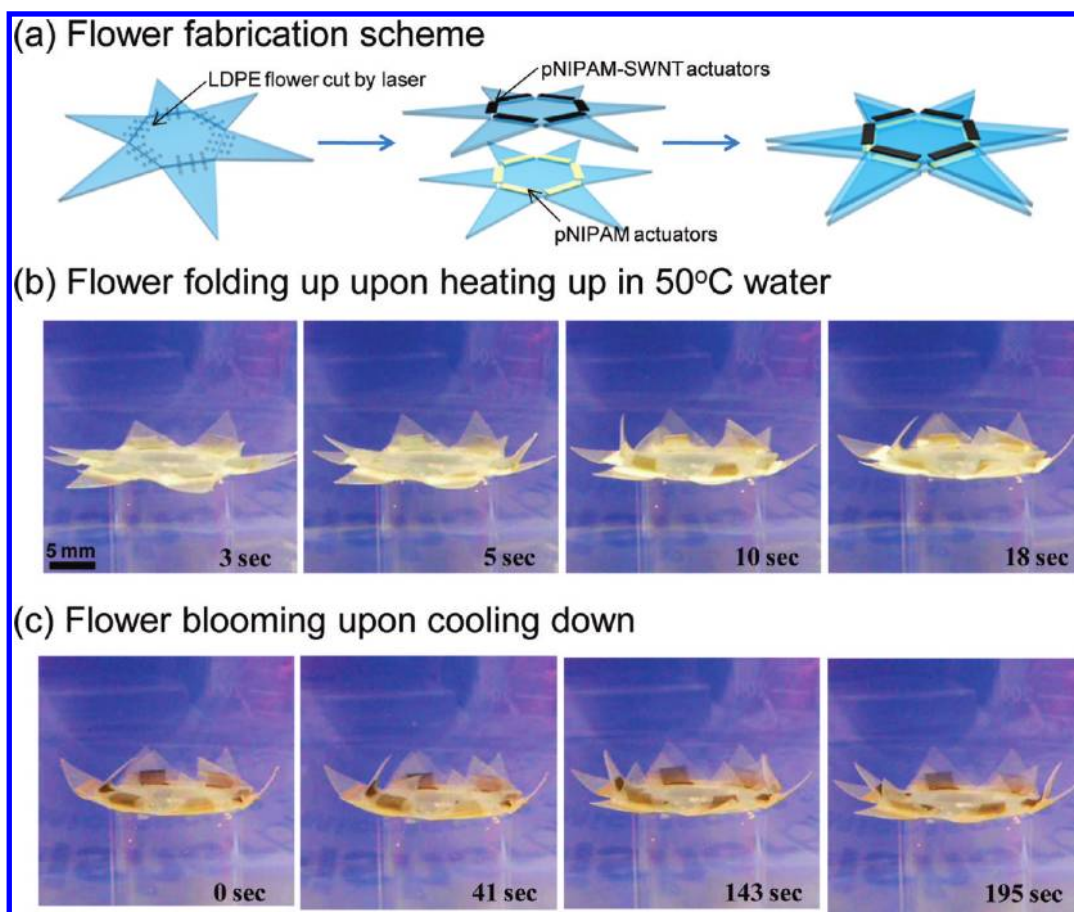 (a) Flower fabrication scheme
LDPE flower cut by laser
pNIPAM-SWNT actuators
pNIPAM actuators
(b) Flower folding up upon heating up in 50°C water
5 mm
3 sec
5 sec
10 sec
18 sec
(c) Flower blooming upon cooling down
0 sec
41 sec
143 sec
195 sec